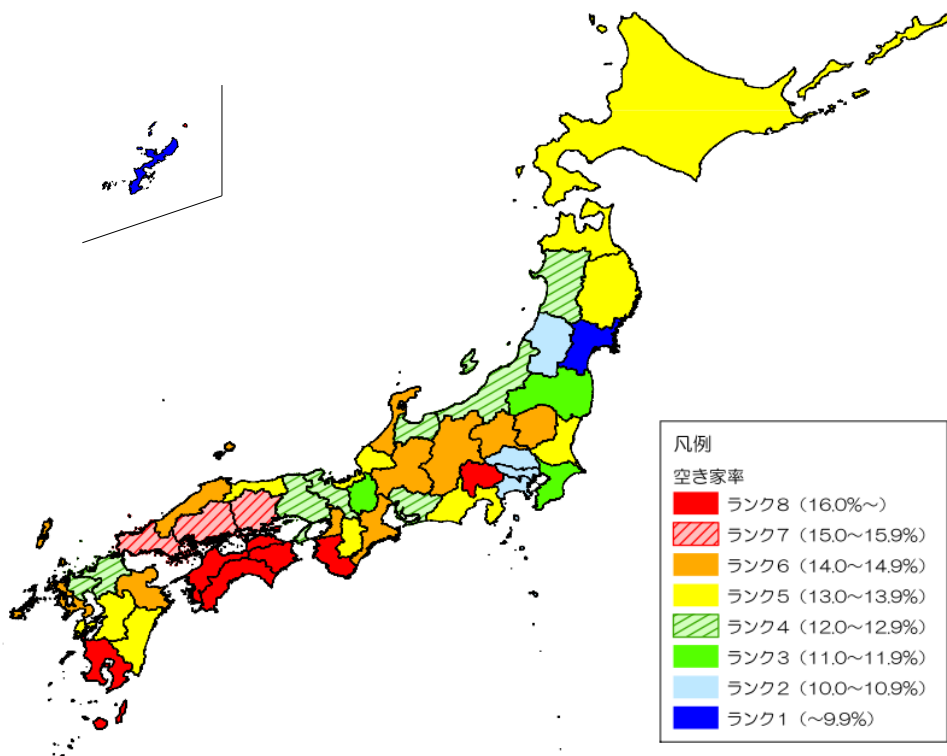 凡例
空き家率
ランク8（16.0%～）
ランク7（15.0～15.9%）
ランク6（14.0～14.9%）
ランク5（13.0～13.9%）
ランク4（12.0～12.9%）
ランク3（11.0～11.9%）
ランク2（10.0～10.9%）
ランク1（～9.9%）